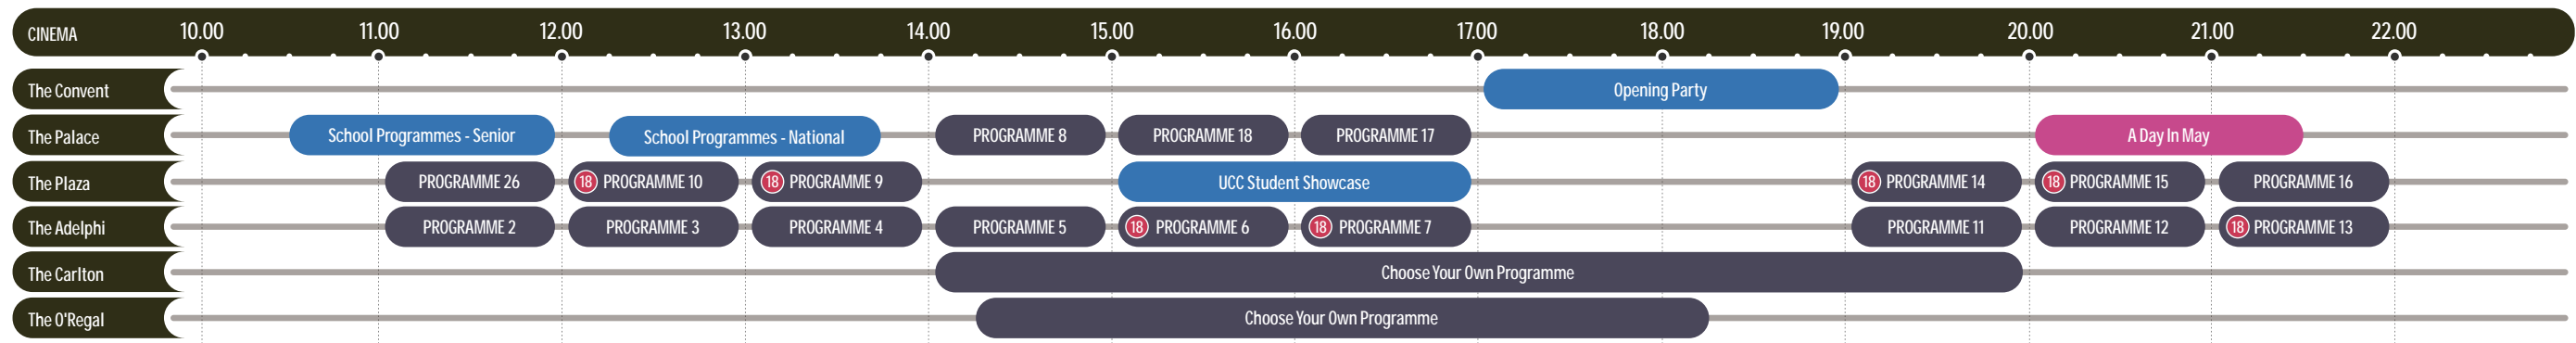 CINEMA 10.00 11.00 12.00 13.00 14.00 15.00 16.00 17.00 18.00 19.00 20.00 21.00 22.00
The Convent Opening Party
The Palace School Programmes - Senior School Programmes - National PROGRAMME 8 PROGRAMME 18 PROGRAMME 17 A Day In May
The Plaza PROGRAMME 26 18 PROGRAMME 10 18 PROGRAMME 9 UCC Student Showcase 18 PROGRAMME 14 18 PROGRAMME 15 PROGRAMME 16
The Adelphi PROGRAMME 2 PROGRAMME 3 PROGRAMME 4 PROGRAMME 5 18 PROGRAMME 6 18 PROGRAMME 7 PROGRAMME 11 PROGRAMME 12 18 PROGRAMME 13
The Carlton Choose Your Own Programme
The O'Regal Choose Your Own Programme